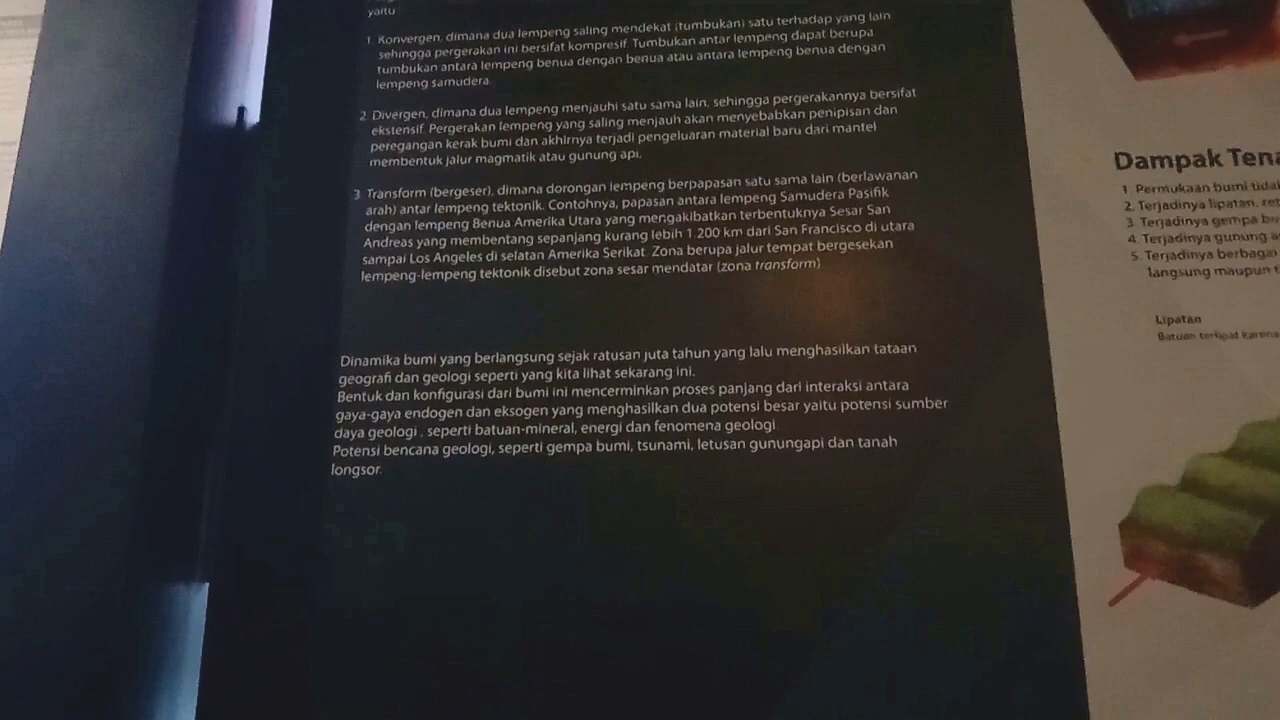 yaitu
1. Konvergen, dimana dua lempeng saling mendekat (tumbukan) satu terhadap yang lain
sehingga pergerakan ini bersifat kompresif. Tumbukan antar lempeng dapat berupa
tumbukan antara lempeng benua dengan benua atau antara lempeng benua dengan
lempeng samudera.
2. Divergen, dimana dua lempeng menjauhi satu sama lain, sehingga pergerakannya bersifat
ekstensif. Pergerakan lempeng yang saling menjauh akan menyebabkan penipisan dan
peregangan kerak bumi dan akhirnya terjadi pengeluaran material baru dari mantel
membentuk jalur magmatik atau gunung api.
3. Transform (bergeser), dimana dorongan lempeng berpapasan satu sama lain (berlawanan
arah) antar lempeng tektonik. Contohnya, papasan antara lempeng Samudera Pasifik
dengan lempeng Benua Amerika Utara yang mengakibatkan terbentuknya Sesar San
Andreas yang membentang sepanjang kurang lebih 1.200 km dari San Francisco di utara
sampai Los Angeles di selatan Amerika Serikat. Zona berupa jalur tempat bergesekan
lempeng-lempeng tektonik disebut zona sesar mendatar (zona transform)
Dinamika bumi yang berlangsung sejak ratusan juta tahun yang lalu menghasilkan tataan
geografi dan geologi seperti yang kita lihat sekarang ini.
Bentuk dan konfigurasi dari bumi ini mencerminkan proses panjang dari interaksi antara
gaya-gaya endogen dan eksogen yang menghasilkan dua potensi besar yaitu potensi sumber
daya geologi , seperti batuan-mineral, energi dan fenomena geologi
Potensi bencana geologi, seperti gempa bumi, tsunami, letusan gunungapi dan tanah
longsor.
Dampak
1. Permukaan bumi
2. Terjadinya lipatan,
3. Terjadinya gempa
4. Terjadinya gunung
5. Terjadinya berbagai
langsung maupun
Lipatan
Batuan terlipat karena